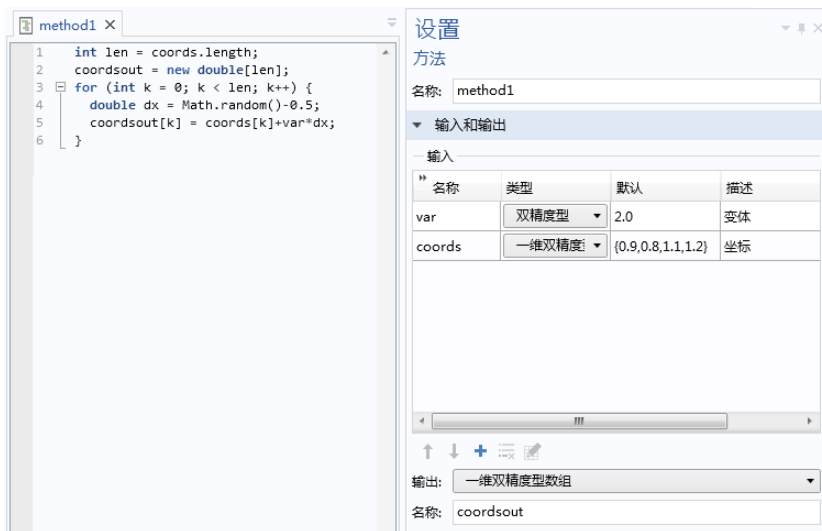 method1
1 int len = coords.length;
2 coordsout = new double[len];
3 for (int k = 0; k < len; k++) {
4 double dx = Math.random()-0.5;
5 coordsout[k] = coords[k]+var*dx;
6 }
设置
方法
名称: method1
输入和输出
输入
名称 类型 默认 描述
var 双精度型 2.0 变体
coords 一维双精度 {0.9,0.8,1.1,1.2} 坐标
输出: 一维双精度型数组
名称: coordsout